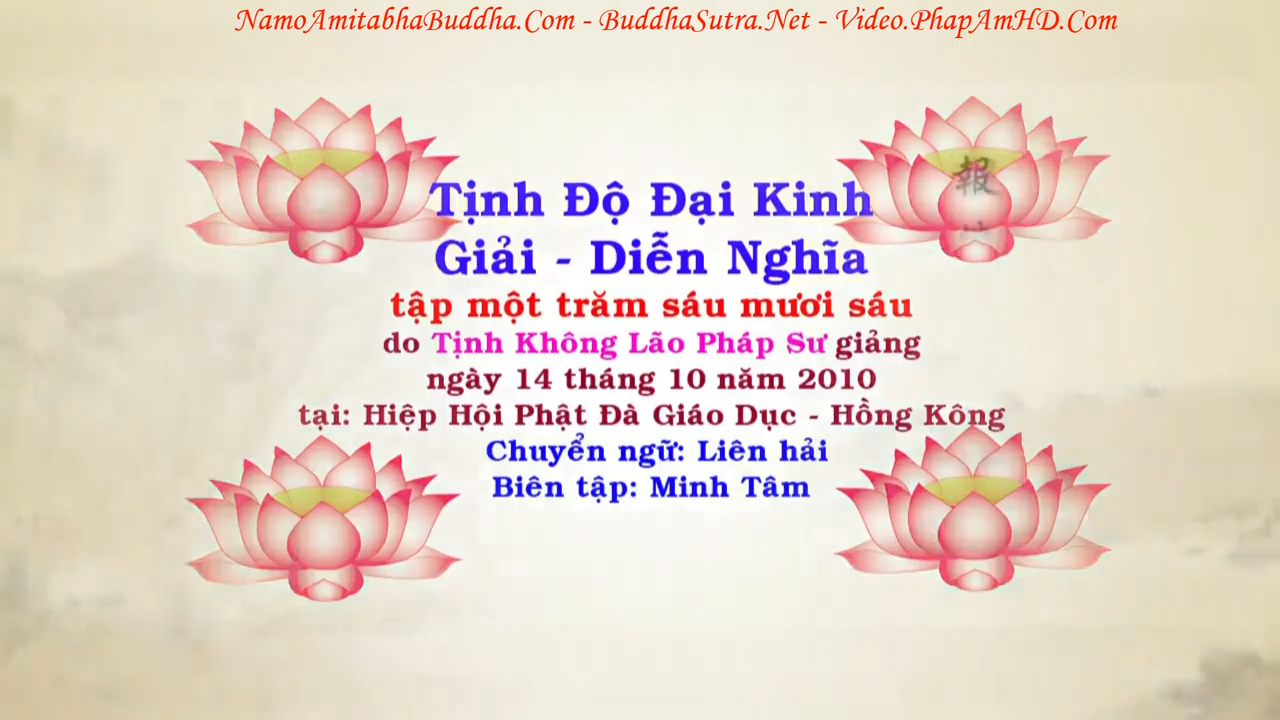 NamoAmitabhaBuddha.Com - BuddhaSutra.Net - Video.PhapAmHD.Com
Tịnh Độ Đại Kinh
Giải - Diễn Nghĩa
tập một trăm sáu mươi sáu
do Tịnh Không Lão Pháp Sư giảng
ngày 14 tháng 10 năm 2010
tại: Hiệp Hội Phật Đà Giáo Dục - Hồng Kông
Chuyển ngữ: Liên hải
Biên tập: Minh Tâm
報